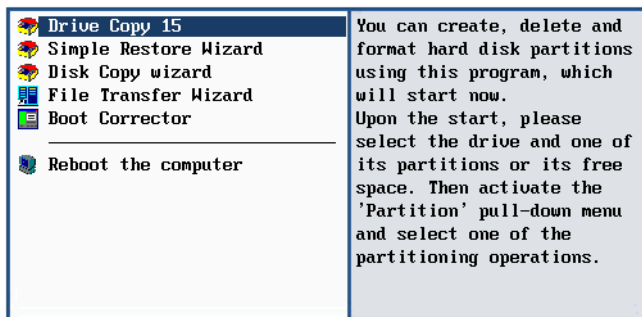 Drive Copy 15
Simple Restore Wizard
Disk Copy wizard
File Transfer Wizard
Boot Corrector
Reboot the computer
You can create, delete and
format hard disk partitions
using this program, which
will start now.
Upon the start, please
select the drive and one of
its partitions or its free
space. Then activate the
'Partition' pull-down menu
and select one of the
partitioning operations.